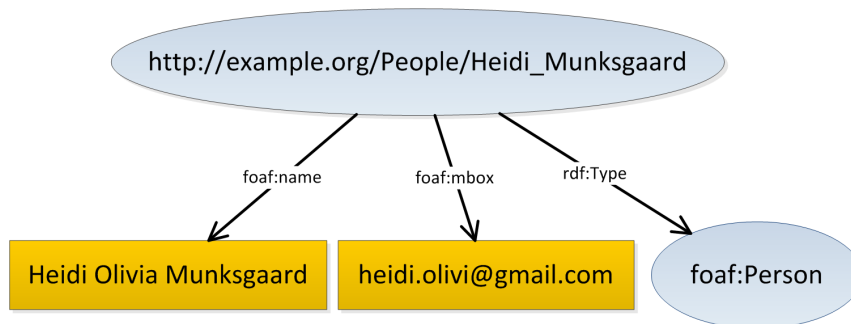 http://example.org/People/Heidi_Munksgaard
foaf:name
foaf:mbox
rdf:Type
Heidi Olivia Munksgaard
heidi.olivi@gmail.com
foaf:Person